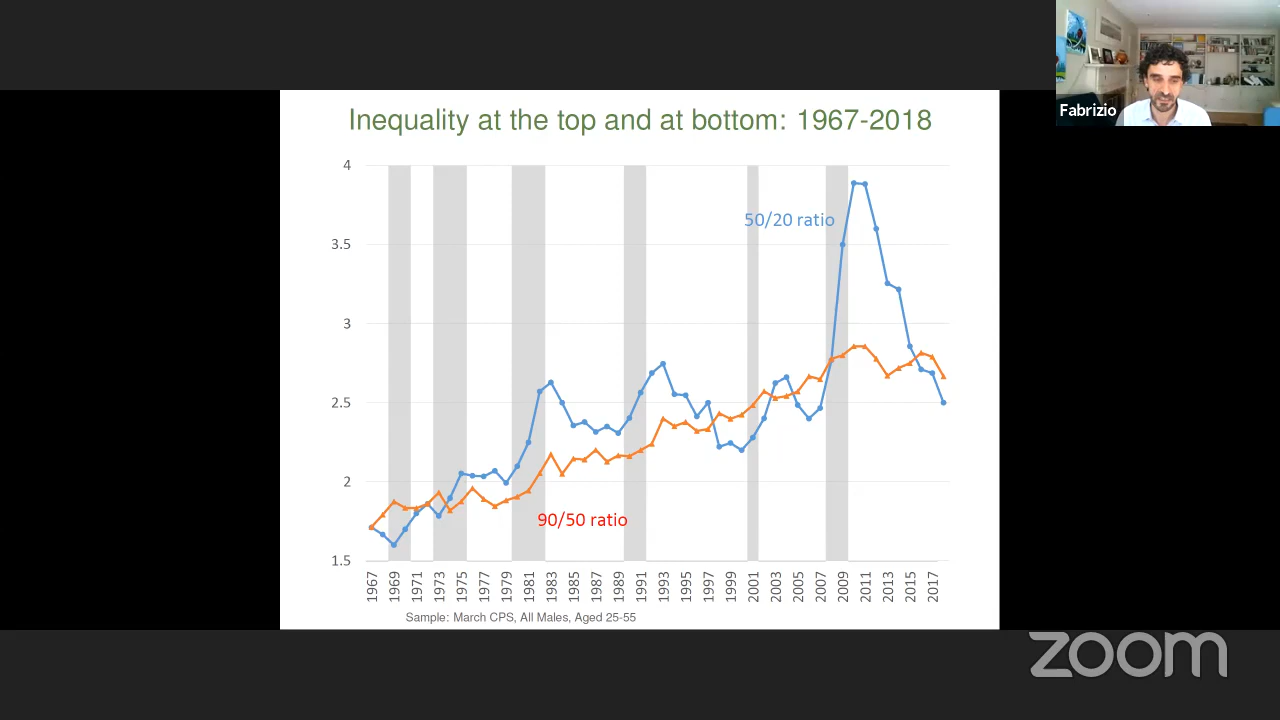 Fabrizio
Inequality at the top and at bottom: 1967-2018
4
3.5
3
2.5
2
1.5
50/20 ratio
90/50 ratio
1967 1969 1971 1973 1975 1977 1979 1981 1983 1985 1987 1989 1991 1993 1995 1997 1999 2001 2003 2005 2007 2009 2011 2013 2015 2017
Sample: March CPS, All Males, Aged 25-55
zoom